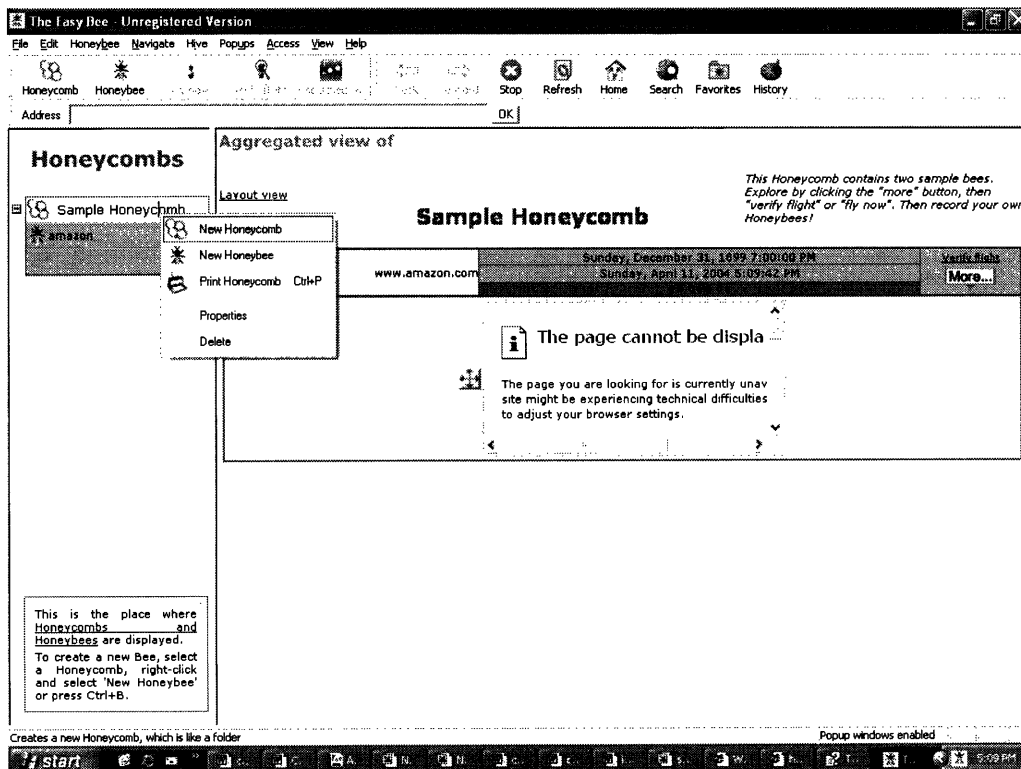 The Easy Bee - Unregistered Version
File Edit Honeybee Navigate Hive Popups Access View Help
Honeycomb Honeybee Stop Refresh Home Search Favorites History
Address OK
Honeycombs
Sample Honeycomb
amazon
New Honeycomb
New Honeybee
Print Honeycomb Ctrl+P
Properties
Delete
Aggregated view of
Layout view
Sample Honeycomb
This Honeycomb contains two sample bees.
Explore by clicking the "more" button, then
"verify flight" or "fly now". Then record your own
Honeybees!
www.amazon.com
Sunday, December 31, 1899 7:00:00 PM
Sunday, April 11, 2004 5:09:42 PM
Verify flight
More...
The page cannot be displa
The page you are looking for is currently unav
site might be experiencing technical difficulties
to adjust your browser settings.
This is the place where
Honeycombs and
Honeybees are displayed.
To create a new Bee, select
a Honeycomb, right-click
and select 'New Honeybee'
or press Ctrl+B.
Creates a new Honeycomb, which is like a folder
Popup windows enabled
start
5:09 PM